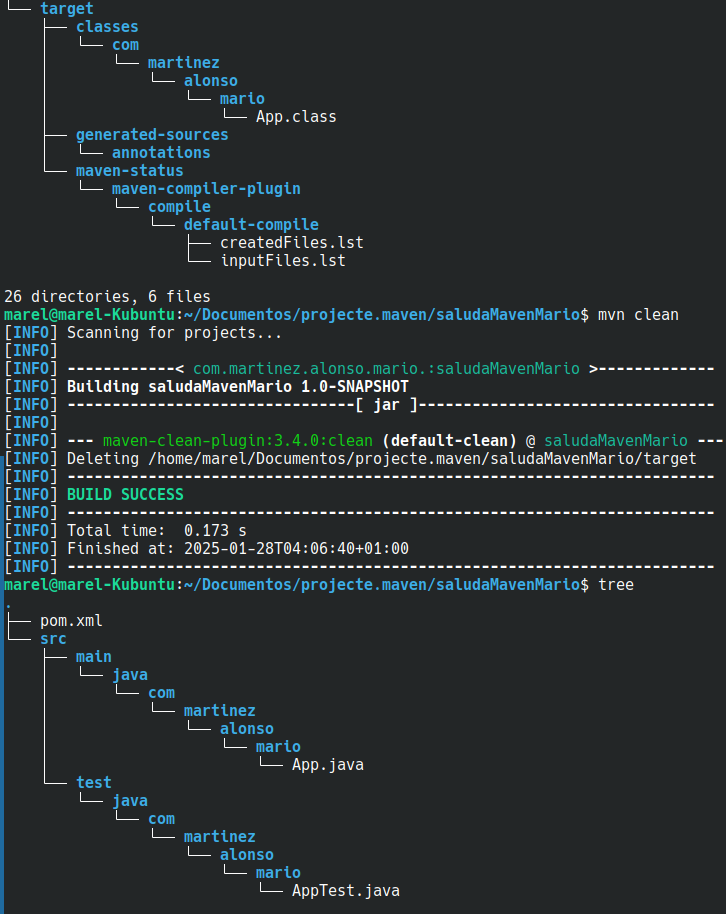 └── target
    ├── classes
    │   └── com
    │       └── martinez
    │           └── alonso
    │               └── mario
    │                   └── App.class
    ├── generated-sources
    │   └── annotations
    └── maven-status
        └── maven-compiler-plugin
            └── compile
                └── default-compile
                    ├── createdFiles.lst
                    └── inputFiles.lst

26 directories, 6 files
marel@marel-Kubuntu:~/Documentos/projecte.maven/saludaMavenMario$ mvn clean
[INFO] Scanning for projects...
[INFO]
[INFO] ------------< com.martinez.alonso.mario.:saludaMavenMario >-------------
[INFO] Building saludaMavenMario 1.0-SNAPSHOT
[INFO] --------------------------------[ jar ]---------------------------------
[INFO]
[INFO] --- maven-clean-plugin:3.4.0:clean (default-clean) @ saludaMavenMario ---
[INFO] Deleting /home/marel/Documentos/projecte.maven/saludaMavenMario/target
[INFO] ------------------------------------------------------------------------
[INFO] BUILD SUCCESS
[INFO] ------------------------------------------------------------------------
[INFO] Total time:  0.173 s
[INFO] Finished at: 2025-01-28T04:06:40+01:00
[INFO] ------------------------------------------------------------------------
marel@marel-Kubuntu:~/Documentos/projecte.maven/saludaMavenMario$ tree
.
├── pom.xml
└── src
    ├── main
    │   └── java
    │       └── com
    │           └── martinez
    │               └── alonso
    │                   └── mario
    │                       └── App.java
    └── test
        └── java
            └── com
                └── martinez
                    └── alonso
                        └── mario
                            └── AppTest.java